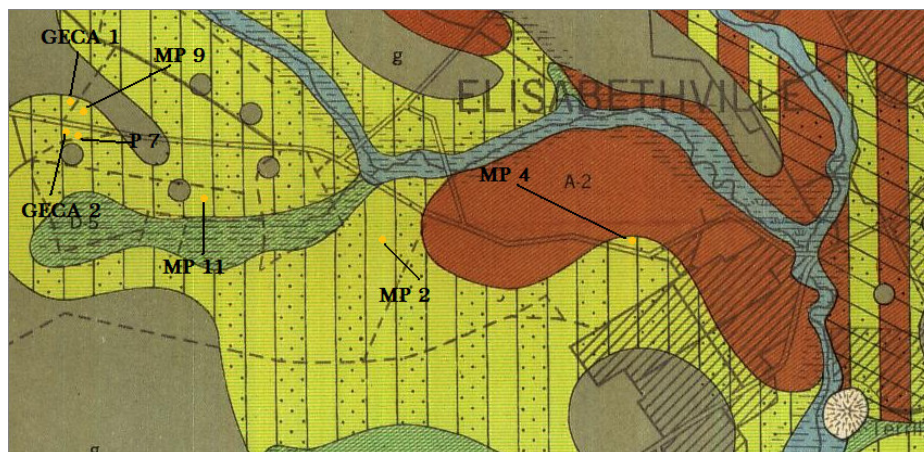 GECA 1
MP 9
g
ELISABETHVILLE
P 7
MP 4
A-2
GECA 2
D-5
MP 11
MP 2
g